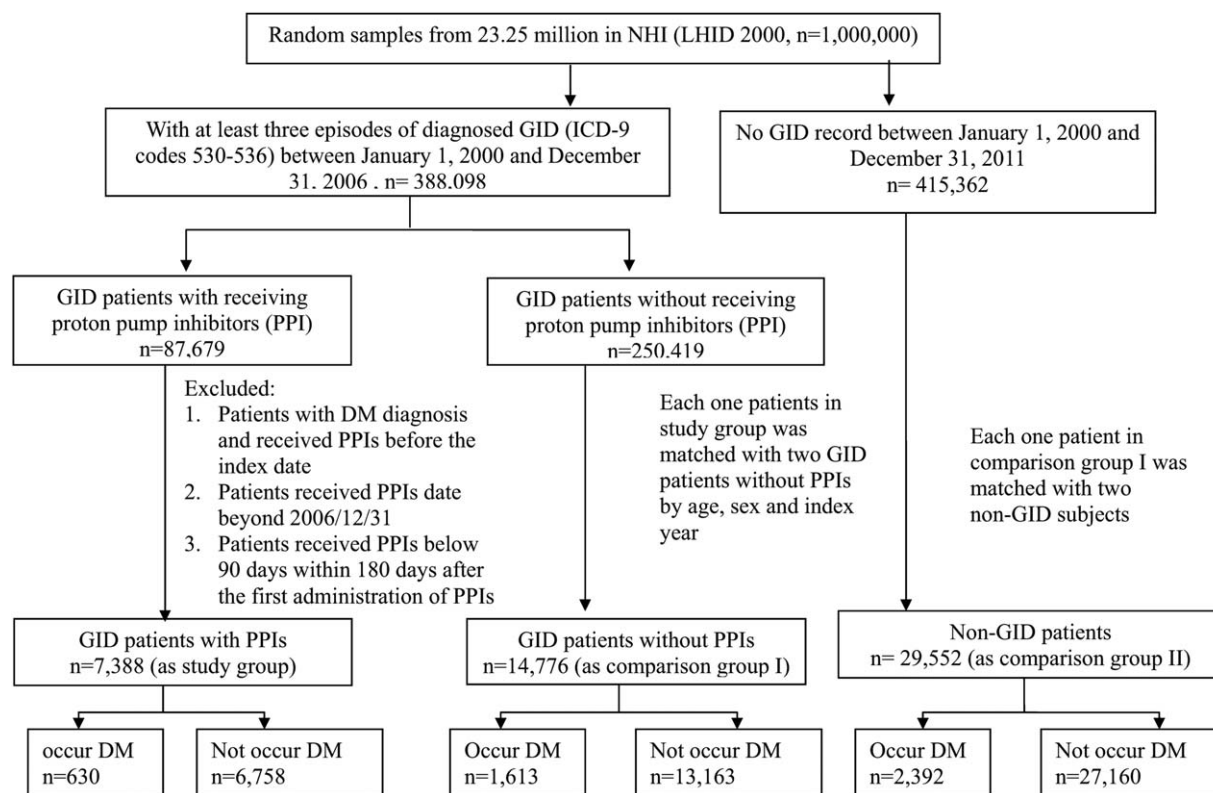 Random samples from 23.25 million in NHI (LHID 2000, n=1,000,000)
With at least three episodes of diagnosed GID (ICD-9
codes 530-536) between January 1, 2000 and December
31. 2006 . n= 388.098
No GID record between January 1, 2000 and
December 31, 2011
n= 415,362
GID patients with receiving
proton pump inhibitors (PPI)
n=87,679
GID patients without receiving
proton pump inhibitors (PPI)
n=250.419
Excluded:
1. Patients with DM diagnosis
and received PPIs before the
index date
2. Patients received PPIs date
beyond 2006/12/31
3. Patients received PPIs below
90 days within 180 days after
the first administration of PPIs
Each one patients in
study group was
matched with two GID
patients without PPIs
by age, sex and index
year
Each one patient in
comparison group I was
matched with two
non-GID subjects
GID patients with PPIs
n=7,388 (as study group)
GID patients without PPIs
n=14,776 (as comparison group I)
Non-GID patients
n= 29,552 (as comparison group II)
occur DM
n=630
Not occur DM
n=6,758
Occur DM
n=1,613
Not occur DM
n=13,163
Occur DM
n=2,392
Not occur DM
n=27,160